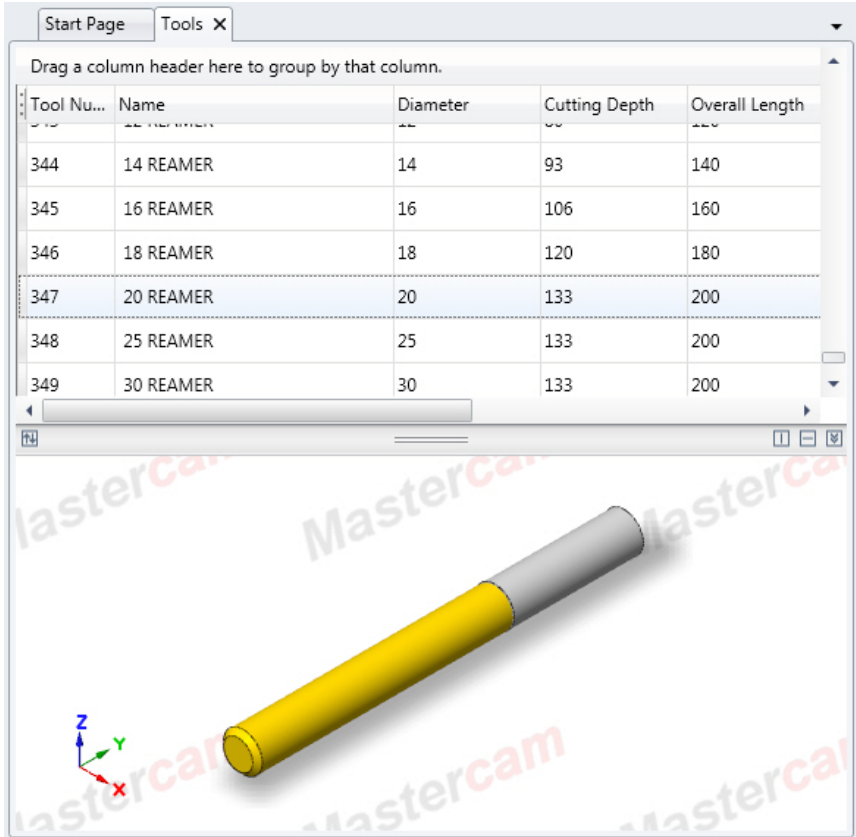 Start Page Tools
Drag a column header here to group by that column.
Tool Nu... Name Diameter Cutting Depth Overall Length
344 14 REAMER 14 93 140
345 16 REAMER 16 106 160
346 18 REAMER 18 120 180
347 20 REAMER 20 133 200
348 25 REAMER 25 133 200
349 30 REAMER 30 133 200
Mastercam
Z
Y
X
Mastercam